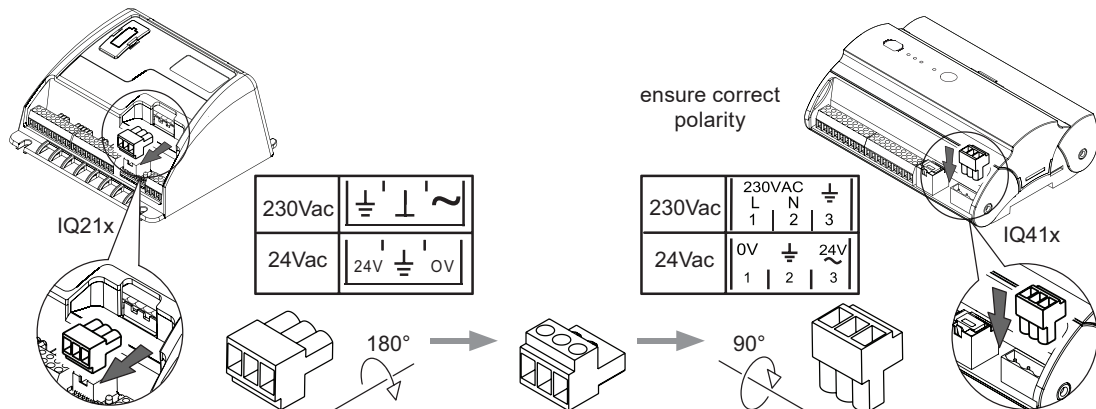 ensure correct
polarity
IQ21x
230Vac
24Vac
24V 0V
230Vac
230VAC
L N
1 2 3
24Vac
0V 24V
1 2 3
IQ41x
180°
90°